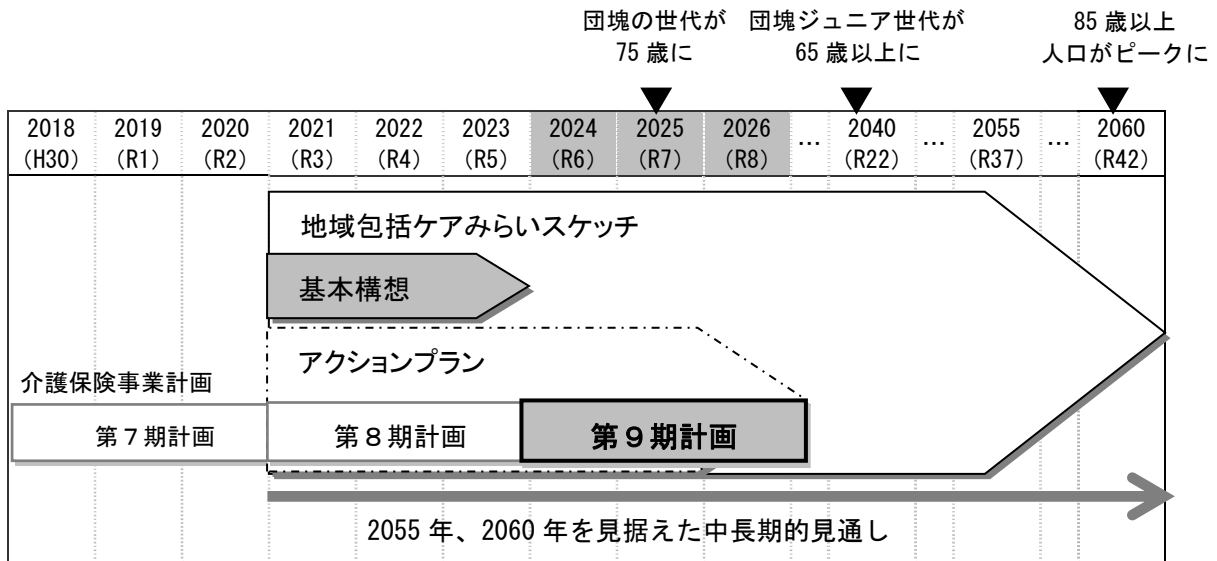 団塊の世代が 団塊ジュニア世代が 85 歳以上
75 歳に 65 歳以上に 人口がピークに
2018 2019 2020 2021 2022 2023 2024 2025 2026 … 2040 … 2055 … 2060
(H30) (R1) (R2) (R3) (R4) (R5) (R6) (R7) (R8) (R22) (R37) (R42)
地域包括ケアみらいスケッチ
基本構想
アクションプラン
介護保険事業計画
第7期計画 第8期計画 第9期計画
2055 年、2060 年を見据えた中長期的見通し